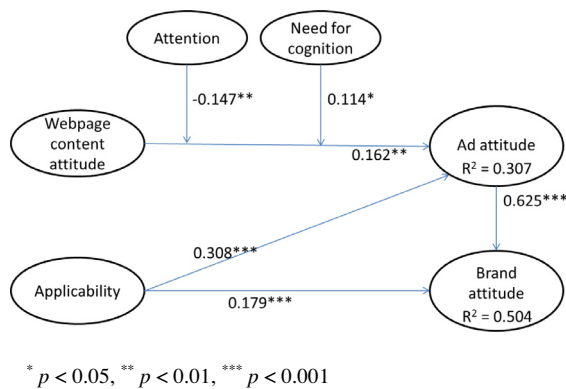 Attention
Need for
cognition
-0.147**
0.114*
Webpage
content
attitude
0.162**
Ad attitude
R² = 0.307
0.625***
0.308***
Applicability
0.179***
Brand
attitude
R² = 0.504
* p < 0.05, ** p < 0.01, *** p < 0.001